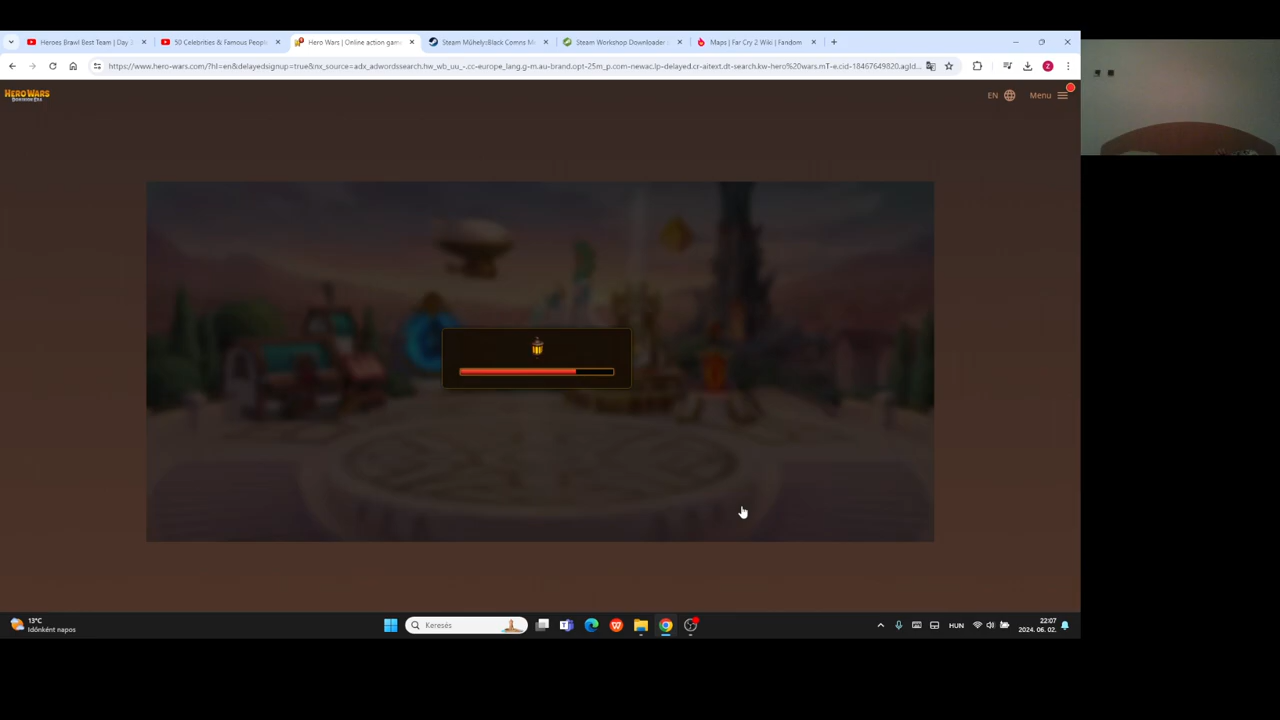 Heroes Brawl Best Team | Day
50 Celebrities & Famous Peopl
Hero Wars | Online action gam
Steam Műhely::Black Comns M
Steam Workshop Downloader
Maps | Far Cry 2 Wiki | Fandom
https://www.hero-wars.com/?hl=en&delayedsignup=true&nx_source=adx_adwordssearch.hw_wb_uu_-.cc-europe_lang.g-m.au-brand.opt-25m_p.com-newac.lp-delayed.cr-aitext.dt-search.kw-hero%20wars.mT-e.cid-18467649820.agId...
HERO WARS
DOMINION ERA
EN
Menu
13°C
Időnként napos
Keresés
HUN
22:07
2024. 06. 02.